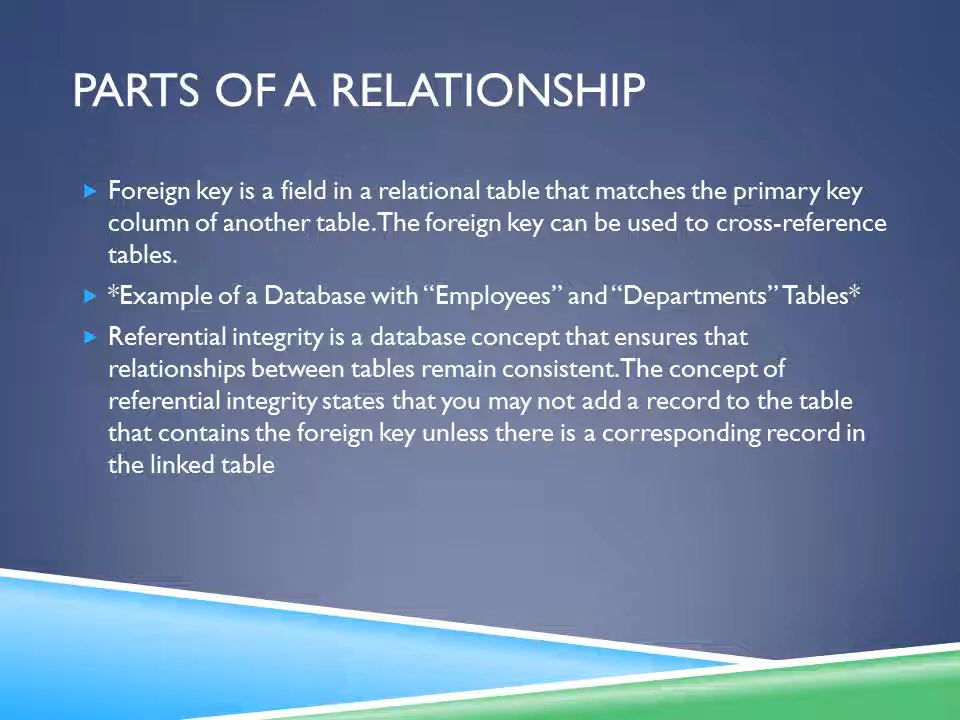 PARTS OF A RELATIONSHIP
Foreign key is a field in a relational table that matches the primary key
column of another table. The foreign key can be used to cross-reference
tables.
*Example of a Database with “Employees” and “Departments” Tables*
Referential integrity is a database concept that ensures that
relationships between tables remain consistent. The concept of
referential integrity states that you may not add a record to the table
that contains the foreign key unless there is a corresponding record in
the linked table